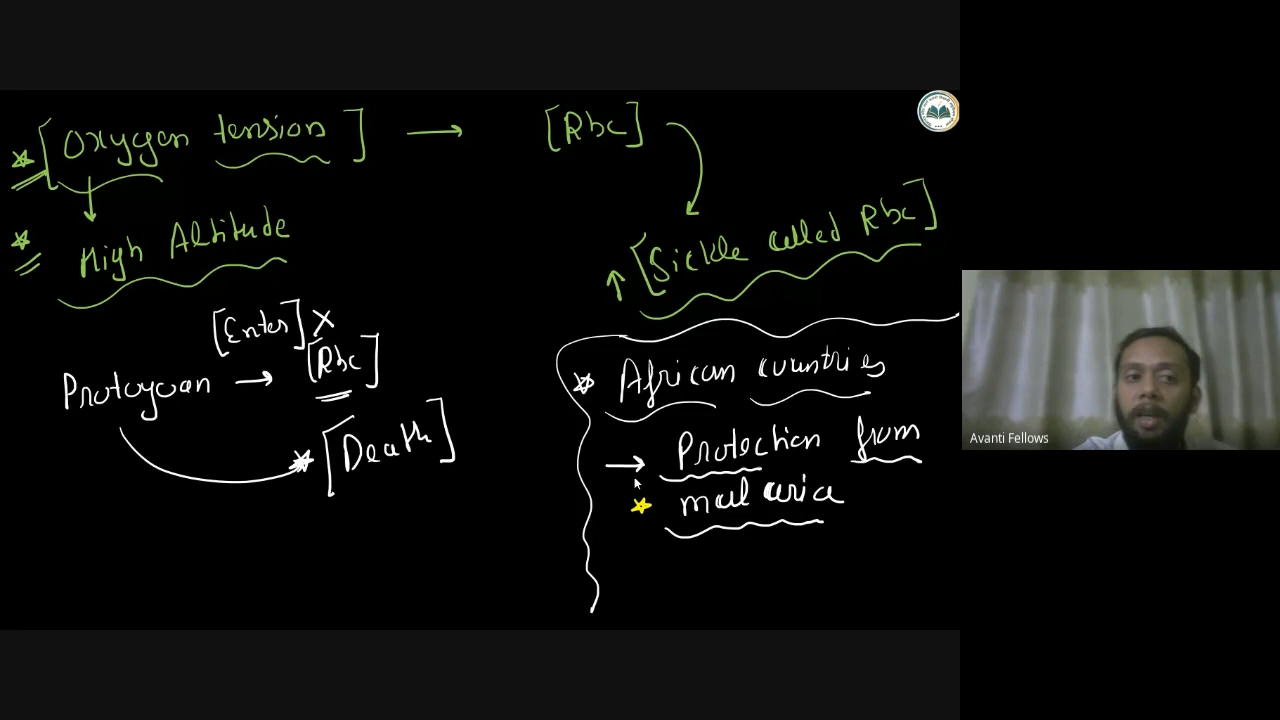 [Oxygen tension] → [Rbc]
High Altitude
↑ [Sickle celled Rbc]
[Enter] X
Protozoan → [Rbc]
[Death]
African countries
→ Protection from
malaria
Avanti Fellows